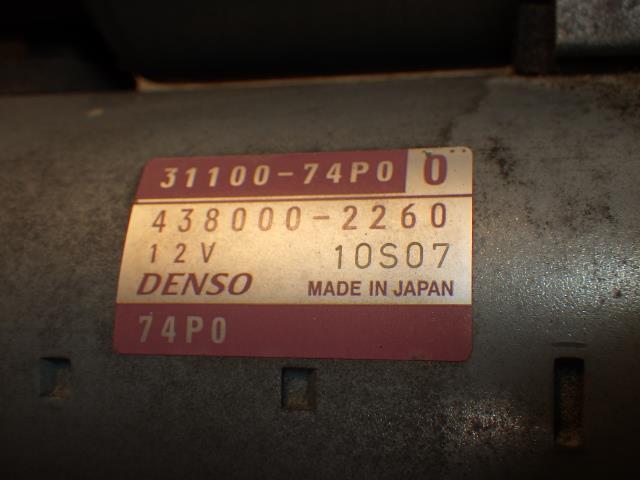 31100-74P0 0
438000-2260
12V 10S07
DENSO MADE IN JAPAN
74P0